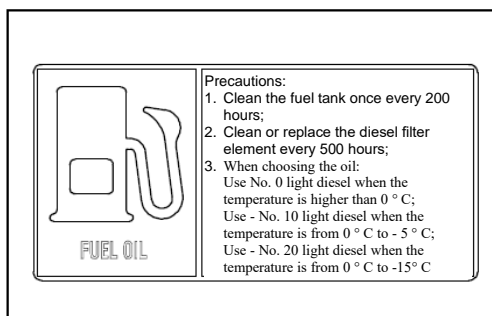 FUEL OIL
Precautions:
1. Clean the fuel tank once every 200
hours;
2. Clean or replace the diesel filter
element every 500 hours;
3. When choosing the oil:
Use No. 0 light diesel when the
temperature is higher than 0 ° C;
Use - No. 10 light diesel when the
temperature is from 0 ° C to - 5 ° C;
Use - No. 20 light diesel when the
temperature is from 0 ° C to -15° C